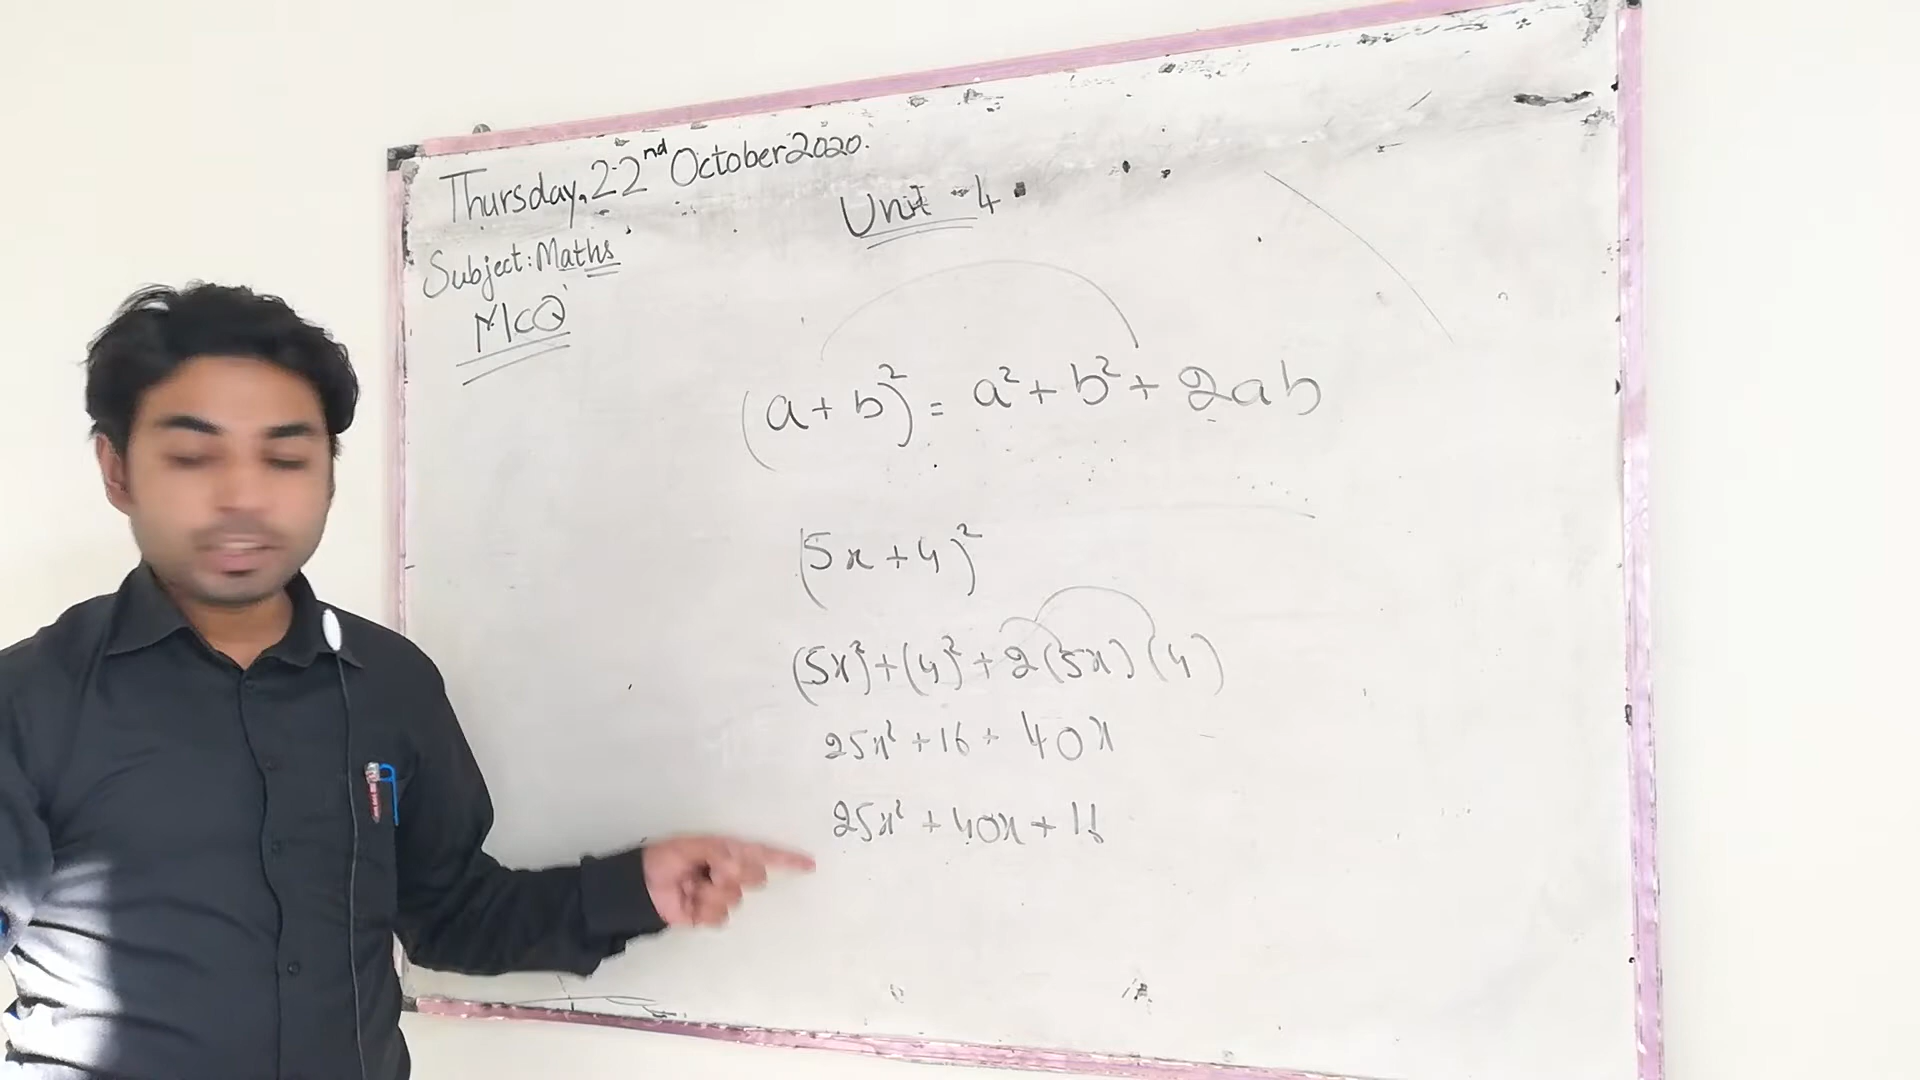 Thursday, 22nd October 2020.
Unit - 4
Subject: Maths
McQ
(a + b)² = a² + b² + 2ab
(5x + 4)²
(5x)² + (4)² + 2(5x)(4)
25x² + 16 + 40x
25x² + 40x + 16